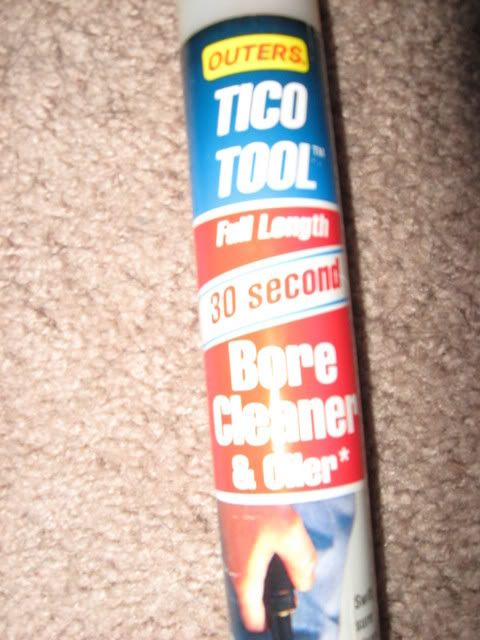 OUTERS.
TICO
TOOL™
Full Length
30 second
Bore
Cleaner
& Oiler*